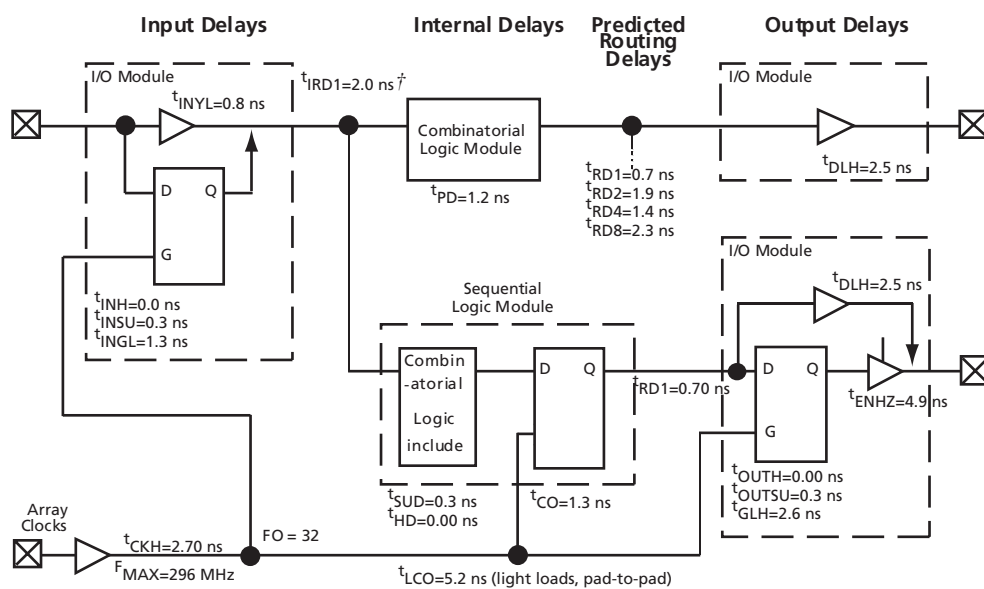 Input Delays
Internal Delays
Predicted
Routing
Delays
Output Delays
I/O Module
tINYL=0.8 ns
tIRD1=2.0 ns†
Combinatorial
Logic Module
tPD=1.2 ns
tRD1=0.7 ns
tRD2=1.9 ns
tRD4=1.4 ns
tRD8=2.3 ns
I/O Module
tDLH=2.5 ns
D Q
G
tINH=0.0 ns
tINSU=0.3 ns
tINGL=1.3 ns
Sequential
Logic Module
Combin
-atorial
Logic
include
D Q
tSUD=0.3 ns
tHD=0.00 ns
tCO=1.3 ns
tRD1=0.70 ns
I/O Module
tDLH=2.5 ns
D Q
G
tENHZ=4.9 ns
tOUTH=0.00 ns
tOUTSU=0.3 ns
tGLH=2.6 ns
Array
Clocks
tCKH=2.70 ns
FMAX=296 MHz
FO = 32
tLCO=5.2 ns (light loads, pad-to-pad)